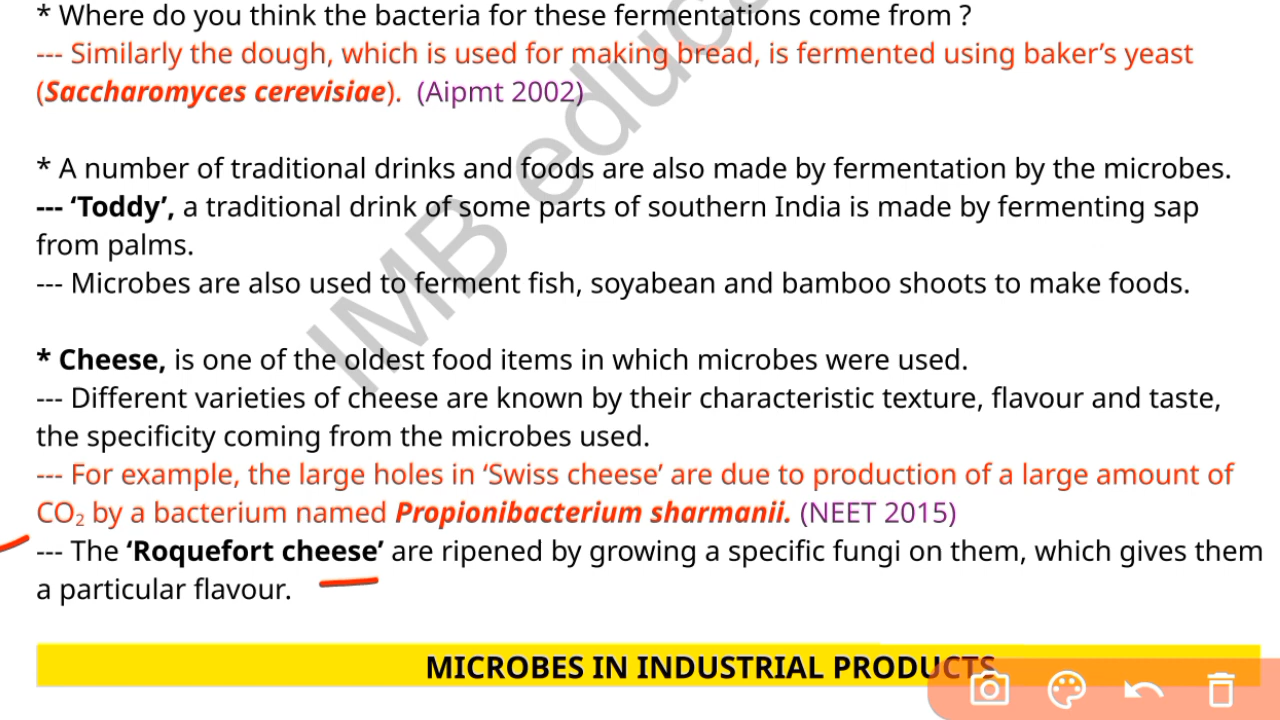 * Where do you think the bacteria for these fermentations come from ?
--- Similarly the dough, which is used for making bread, is fermented using baker’s yeast
(Saccharomyces cerevisiae). (Aipmt 2002)
* A number of traditional drinks and foods are also made by fermentation by the microbes.
--- ‘Toddy’, a traditional drink of some parts of southern India is made by fermenting sap
from palms.
--- Microbes are also used to ferment fish, soyabean and bamboo shoots to make foods.
* Cheese, is one of the oldest food items in which microbes were used.
--- Different varieties of cheese are known by their characteristic texture, flavour and taste,
the specificity coming from the microbes used.
--- For example, the large holes in ‘Swiss cheese’ are due to production of a large amount of
CO₂ by a bacterium named Propionibacterium sharmanii. (NEET 2015)
--- The ‘Roquefort cheese’ are ripened by growing a specific fungi on them, which gives them
a particular flavour.
MICROBES IN INDUSTRIAL PRODUCTS
IMB educ